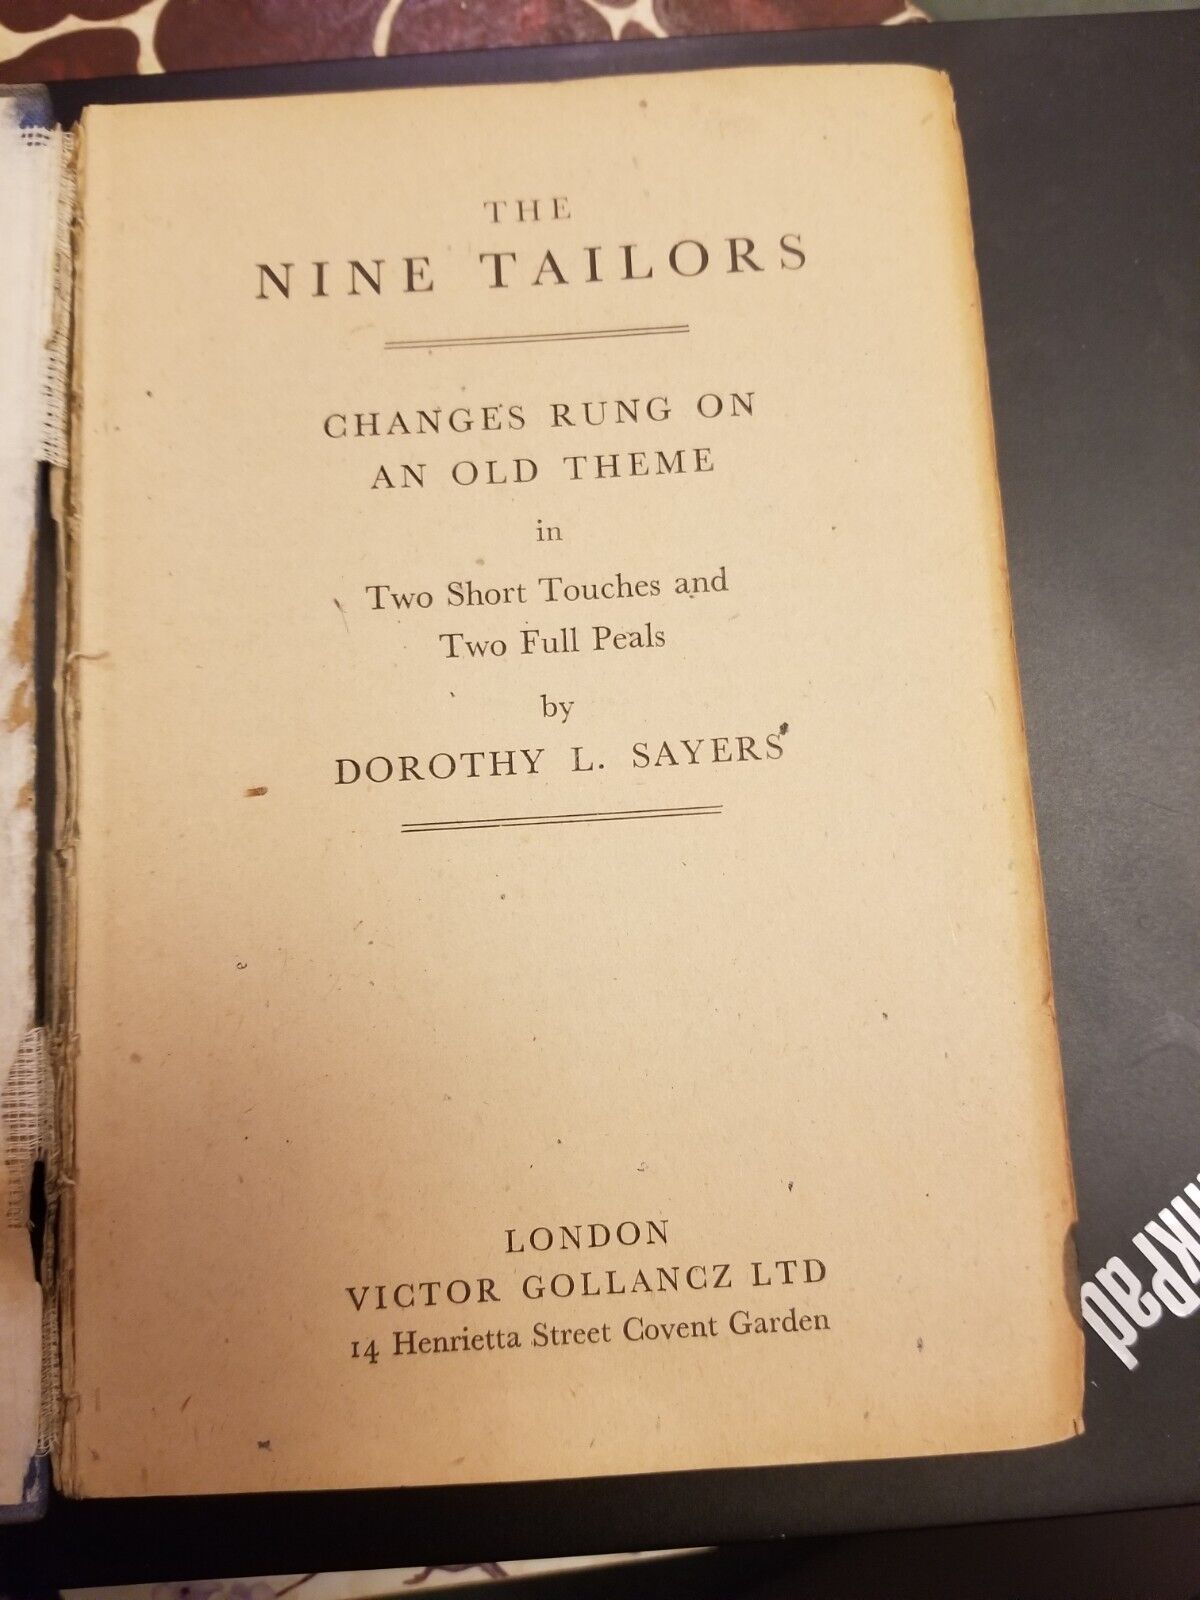 THE
NINE TAILORS
CHANGES RUNG ON
AN OLD THEME
in
Two Short Touches and
Two Full Peals
by
DOROTHY L. SAYERS
LONDON
VICTOR GOLLANCZ LTD
14 Henrietta Street Covent Garden